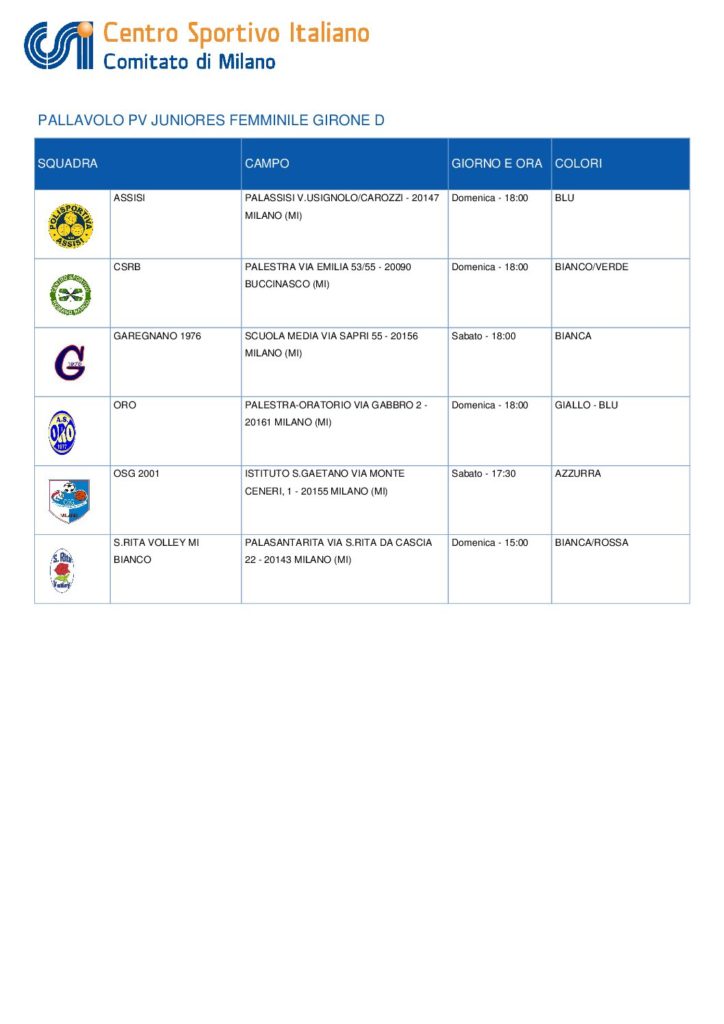 Centro Sportivo Italiano
Comitato di Milano
PALLAVOLO PV JUNIORES FEMMINILE GIRONE D
SQUADRA CAMPO GIORNO E ORA COLORI
ASSISI PALASSISI V.USIGNOLO/CAROZZI - 20147 Domenica - 18:00 BLU
MILANO (MI)
POLISPORTIVA
ASSISI
CSRB PALESTRA VIA EMILIA 53/55 - 20090 Domenica - 18:00 BIANCO/VERDE
BUCCINASCO (MI)
GAREGNANO 1976 SCUOLA MEDIA VIA SAPRI 55 - 20156 Sabato - 18:00 BIANCA
MILANO (MI)
G 1976
ORO PALESTRA-ORATORIO VIA GABBRO 2 - Domenica - 18:00 GIALLO - BLU
20161 MILANO (MI)
A.S.
ORO
OSG 2001 ISTITUTO S.GAETANO VIA MONTE Sabato - 17:30 AZZURRA
CENERI, 1 - 20155 MILANO (MI)
MILANO
S.RITA VOLLEY MI PALASANTARITA VIA S.RITA DA CASCIA Domenica - 15:00 BIANCA/ROSSA
BIANCO 22 - 20143 MILANO (MI)
S. Rita
Volley